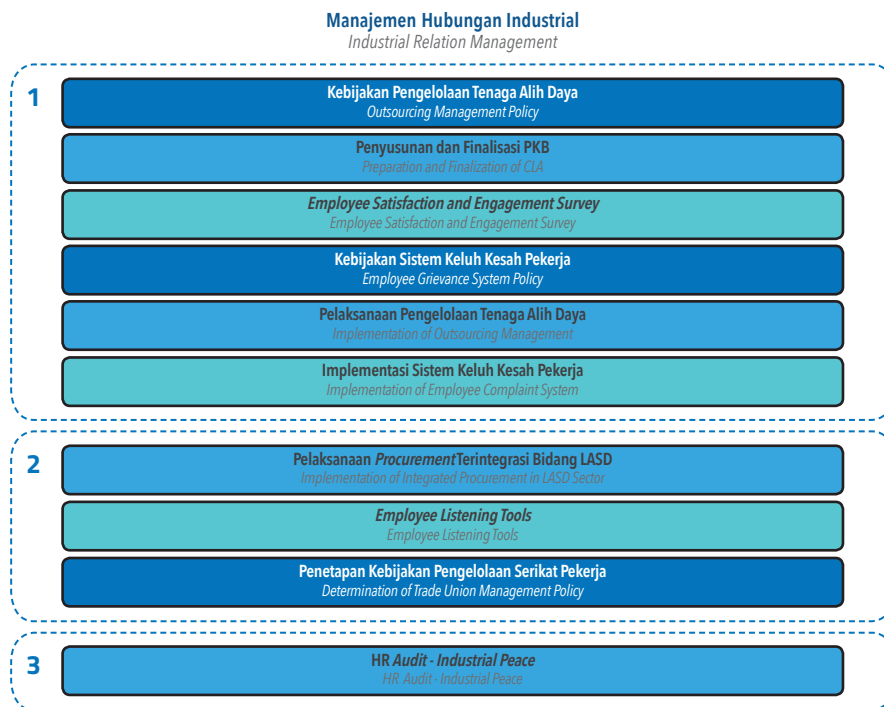 Manajemen Hubungan Industrial
Industrial Relation Management
1
Kebijakan Pengelolaan Tenaga Alih Daya
Outsourcing Management Policy
Penyusunan dan Finalisasi PKB
Preparation and Finalization of CLA
Employee Satisfaction and Engagement Survey
Employee Satisfaction and Engagement Survey
Kebijakan Sistem Keluh Kesah Pekerja
Employee Grievance System Policy
Pelaksanaan Pengelolaan Tenaga Alih Daya
Implementation of Outsourcing Management
Implementasi Sistem Keluh Kesah Pekerja
Implementation of Employee Complaint System
2
Pelaksanaan Procurement Terintegrasi Bidang LASD
Implementation of Integrated Procurement in LASD Sector
Employee Listening Tools
Employee Listening Tools
Penetapan Kebijakan Pengelolaan Serikat Pekerja
Determination of Trade Union Management Policy
3
HR Audit - Industrial Peace
HR Audit - Industrial Peace